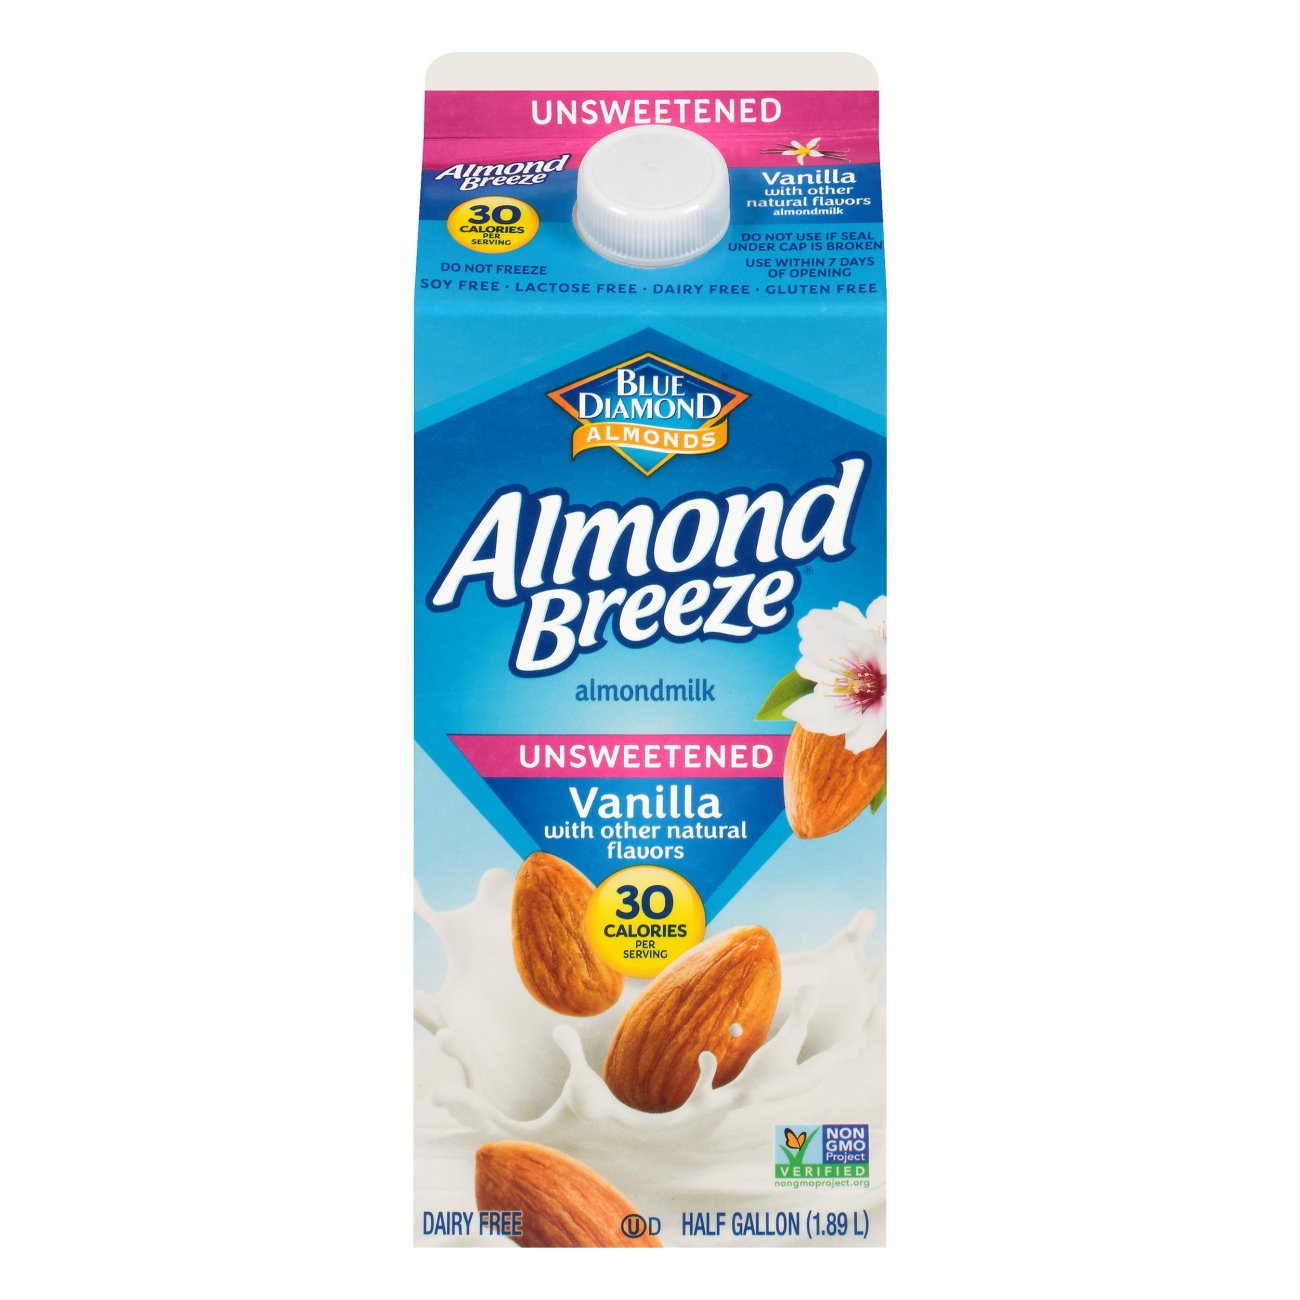 UNSWEETENED
Almond
Breeze
30
CALORIES
PER
SERVING
Vanilla
with other
natural flavors
almondmilk
DO NOT USE IF SEAL
UNDER CAP IS BROKEN
USE WITHIN 7 DAYS
OF OPENING
DO NOT FREEZE
SOY FREE · LACTOSE FREE · DAIRY FREE · GLUTEN FREE
BLUE
DIAMOND
ALMONDS
Almond
Breeze®
almondmilk
UNSWEETENED
Vanilla
with other natural
flavors
30
CALORIES
PER
SERVING
NON
GMO
Project
VERIFIED
nongmoproject.org
DAIRY FREE
UD
HALF GALLON (1.89 L)